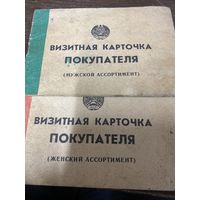 ВИЗИТНАЯ КАРТОЧКА
ПОКУПАТЕЛЯ
(МУЖСКОЙ АССОРТИМЕНТ)
ВИЗИТНАЯ КАРТОЧКА
ПОКУПАТЕЛЯ
(ЖЕНСКИЙ АССОРТИМЕНТ)